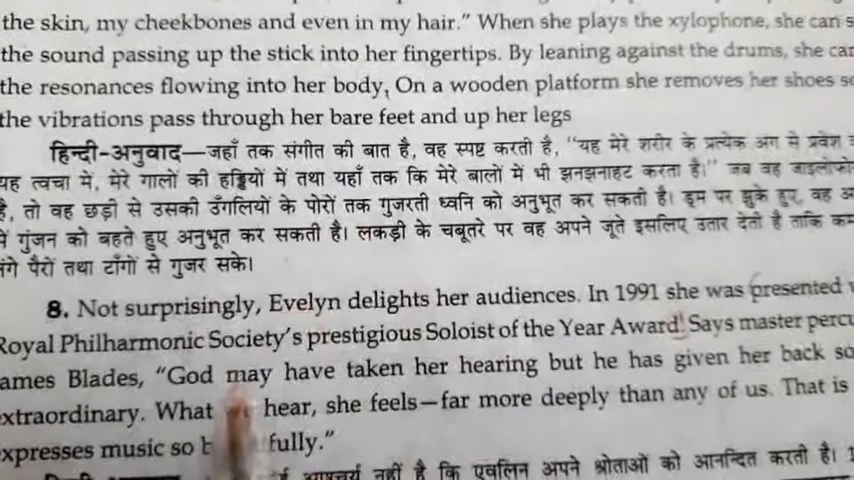 the skin, my cheekbones and even in my hair.” When she plays the xylophone, she can
the sound passing up the stick into her fingertips. By leaning against the drums, she
the resonances flowing into her body, On a wooden platform she removes her shoes
the vibrations pass through her bare feet and up her legs
हिन्दी-अनुवाद—जहाँ तक संगीत की बात है, वह स्पष्ट करती है, “यह मेरे शरीर के प्रत्येक अंग से प्रवेश
यह त्वचा में, मेरे गालों की हड्डियों में तथा यहाँ तक कि मेरे बालों में भी झनझनाहट करता है।” जब वह
है, तो वह छड़ी से उसकी उँगलियों के पोरों तक गुजरती ध्वनि को अनुभूत कर सकती है। ड्रम पर झुके हुए, वह
में गुंजन को बहते हुए अनुभूत कर सकती है। लकड़ी के चबूतरे पर वह अपने जूते इसलिए उतार देती है ताकि
नंगे पैरों तथा टाँगों से गुजर सके।
8. Not surprisingly, Evelyn delights her audiences. In 1991 she was presented
Royal Philharmonic Society’s prestigious Soloist of the Year Award. Says master
James Blades, “God may have taken her hearing but he has given her back
extraordinary. What hear, she feels—far more deeply than any of us. That is
expresses music so fully.”
नहीं है कि एवलिन अपने श्रोताओं को आनन्दित करती है।